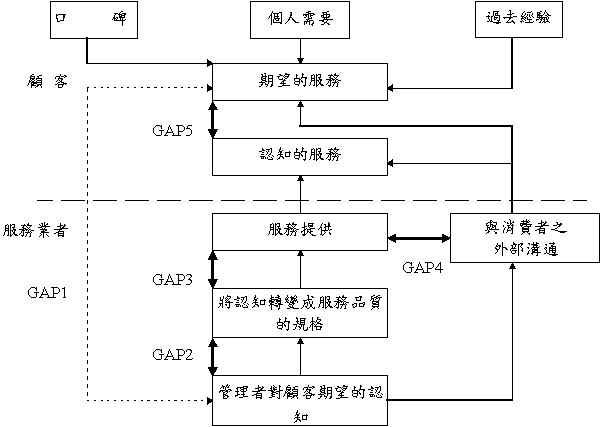 口 碑
個人需要
過去經驗
顧 客
期望的服務
GAP5
認知的服務
服務業者
服務提供
與消費者之
外部溝通
GAP4
GAP3
GAP1
將認知轉變成服務品質
的規格
GAP2
管理者對顧客期望的認
知